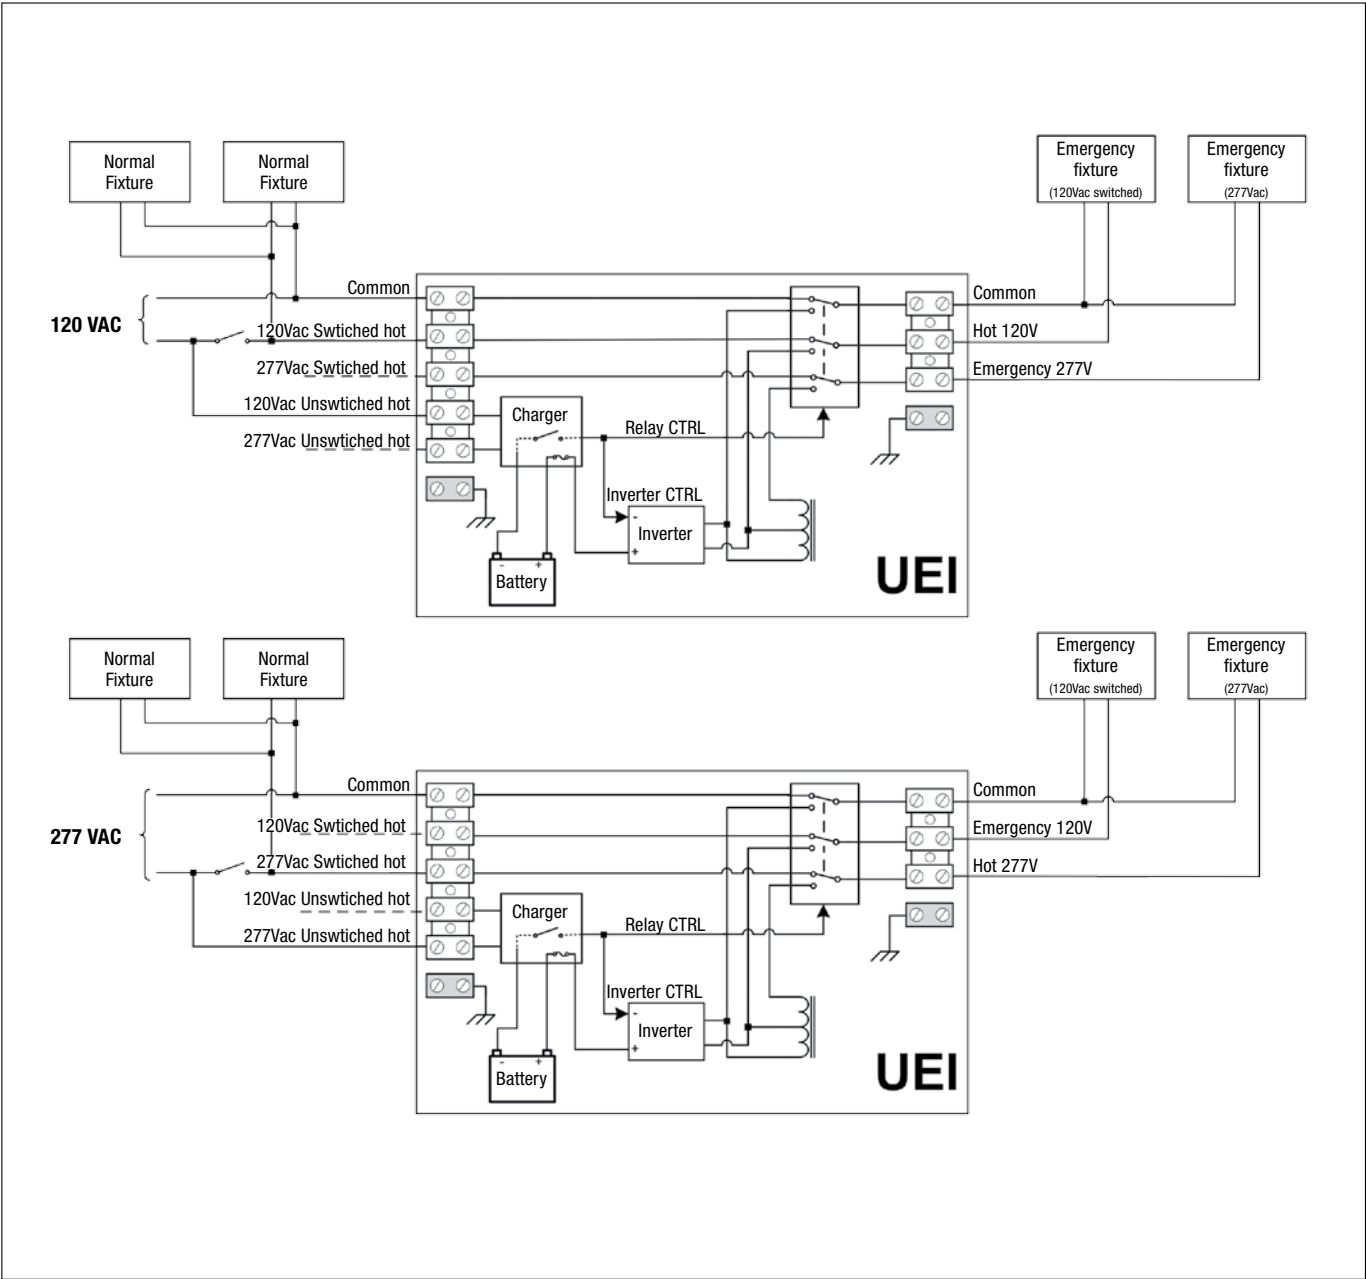 Normal
Fixture
Normal
Fixture
Emergency
fixture
(120Vac switched)
Emergency
fixture
(277Vac)
120 VAC
Common
120Vac Swtiched hot
277Vac Swtiched hot
120Vac Unswtiched hot
277Vac Unswtiched hot
Charger
Relay CTRL
Inverter CTRL
-
Inverter
+
- +
Battery
Common
Hot 120V
Emergency 277V
UEI
Normal
Fixture
Normal
Fixture
Emergency
fixture
(120Vac switched)
Emergency
fixture
(277Vac)
277 VAC
Common
120Vac Swtiched hot
277Vac Swtiched hot
120Vac Unswtiched hot
277Vac Unswtiched hot
Charger
Relay CTRL
Inverter CTRL
-
Inverter
+
- +
Battery
Common
Emergency 120V
Hot 277V
UEI